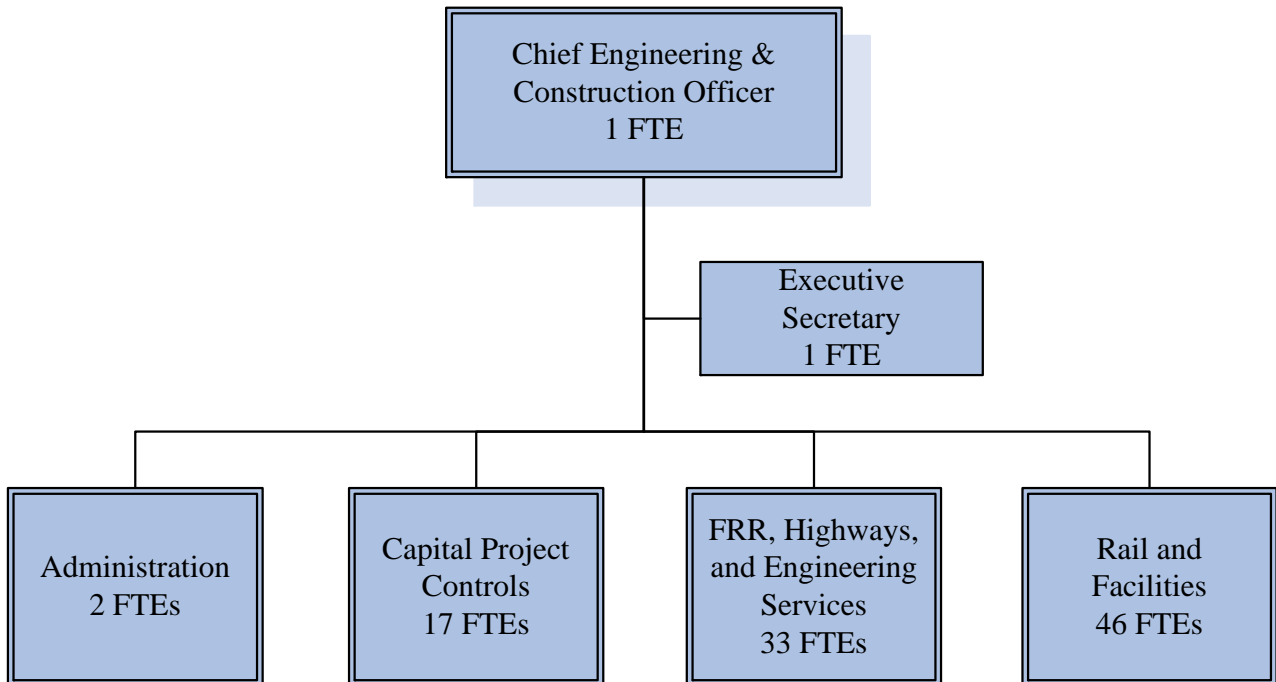 Chief Engineering &
Construction Officer
1 FTE
Executive
Secretary
1 FTE
Administration
2 FTEs
Capital Project
Controls
17 FTEs
FRR, Highways,
and Engineering
Services
33 FTEs
Rail and
Facilities
46 FTEs